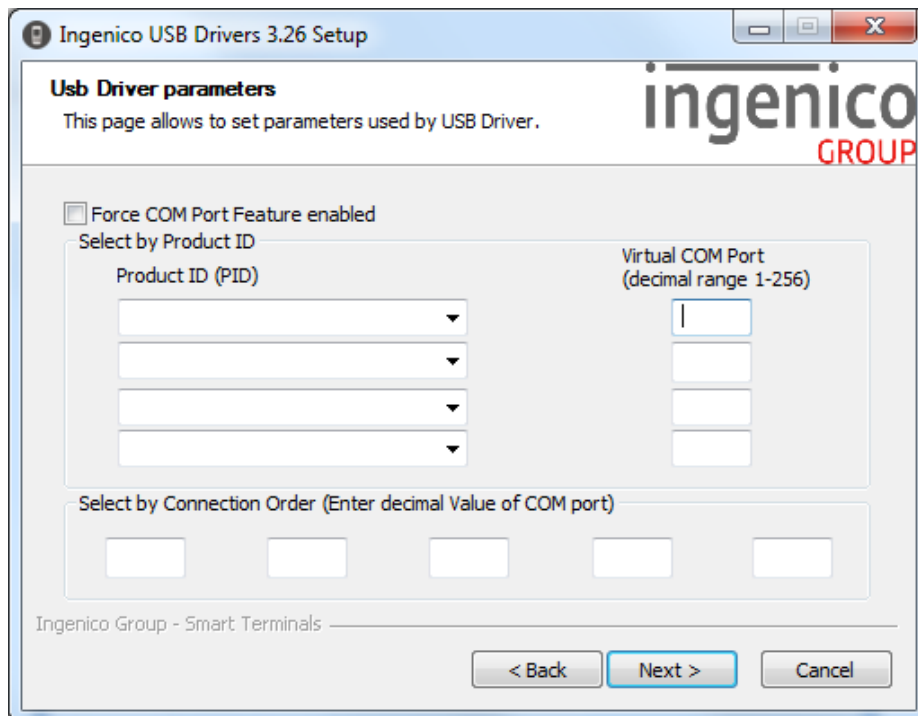 Ingenico USB Drivers 3.26 Setup
Usb Driver parameters
This page allows to set parameters used by USB Driver.
ingenico
GROUP
Force COM Port Feature enabled
Select by Product ID
Product ID (PID)
Virtual COM Port
(decimal range 1-256)
Select by Connection Order (Enter decimal Value of COM port)
Ingenico Group - Smart Terminals
< Back
Next >
Cancel